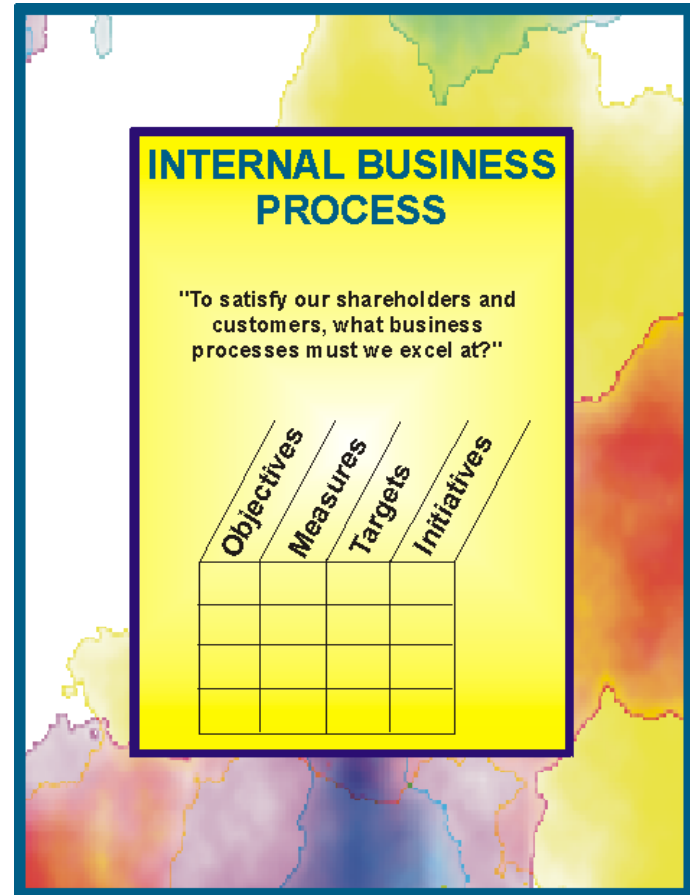 INTERNAL BUSINESS
PROCESS
"To satisfy our shareholders and
customers, what business
processes must we excel at?"
Objectives
Measures
Targets
Initiatives